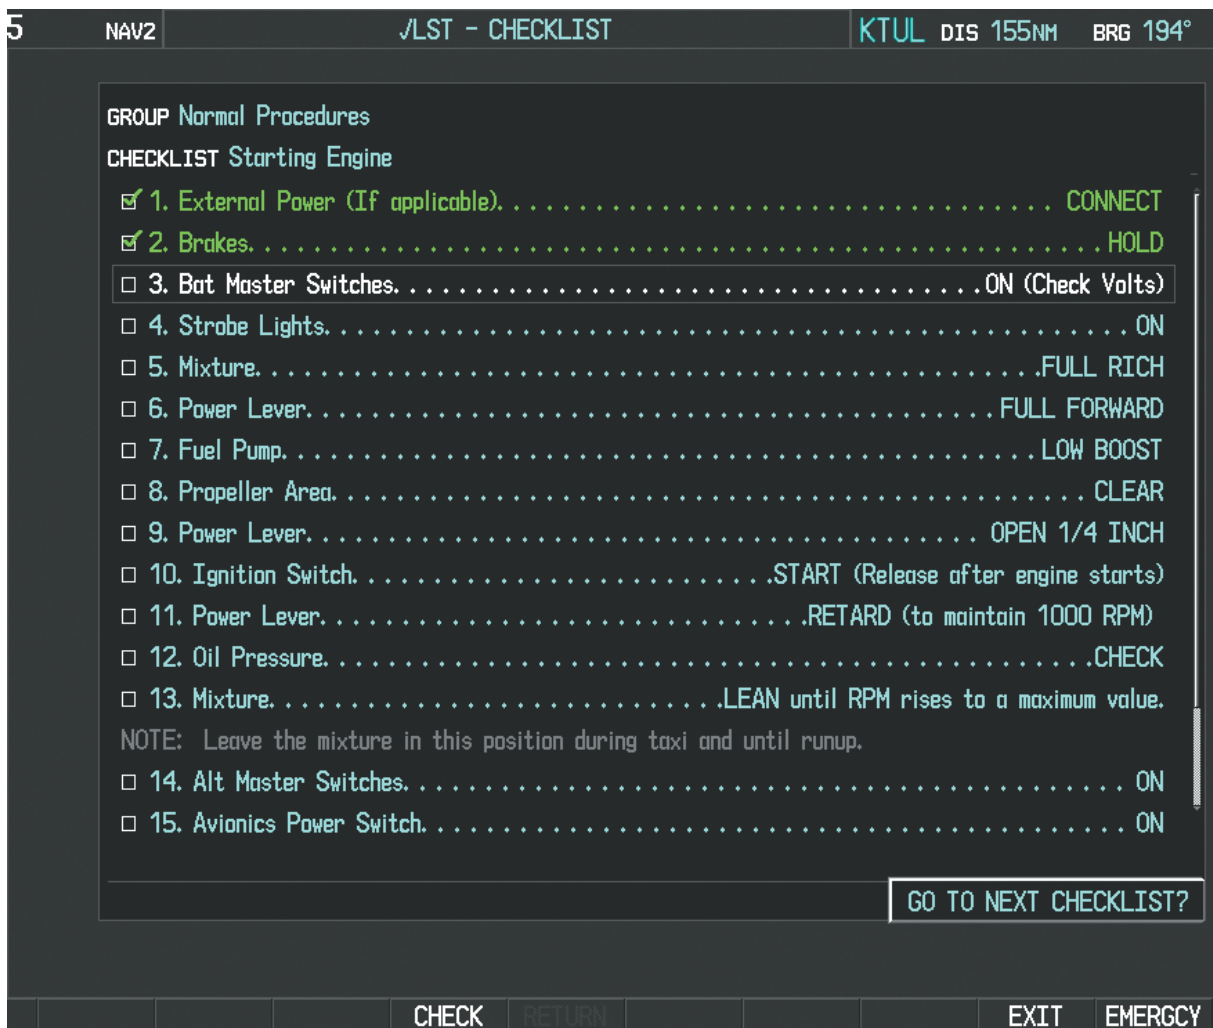 5 NAV2 √LST - CHECKLIST KTUL DIS 155NM BRG 194°
GROUP Normal Procedures
CHECKLIST Starting Engine
1. External Power (If applicable). . . . . . . . . . . . . . . . . . . . . . . . . . . . . . . . . CONNECT
2. Brakes. . . . . . . . . . . . . . . . . . . . . . . . . . . . . . . . . . . . . . . . . . . . . . . . . . . HOLD
3. Bat Master Switches. . . . . . . . . . . . . . . . . . . . . . . . . . . . . . . . . . . ON (Check Volts)
4. Strobe Lights. . . . . . . . . . . . . . . . . . . . . . . . . . . . . . . . . . . . . . . . . . . . . . . . ON
5. Mixture. . . . . . . . . . . . . . . . . . . . . . . . . . . . . . . . . . . . . . . . . . . . . . .FULL RICH
6. Power Lever. . . . . . . . . . . . . . . . . . . . . . . . . . . . . . . . . . . . . . . . . FULL FORWARD
7. Fuel Pump. . . . . . . . . . . . . . . . . . . . . . . . . . . . . . . . . . . . . . . . . . . . . LOW BOOST
8. Propeller Area. . . . . . . . . . . . . . . . . . . . . . . . . . . . . . . . . . . . . . . . . . . . . CLEAR
9. Power Lever. . . . . . . . . . . . . . . . . . . . . . . . . . . . . . . . . . . . . . . . OPEN 1/4 INCH
10. Ignition Switch. . . . . . . . . . . . . . . . . . . . . . . . .START (Release after engine starts)
11. Power Lever. . . . . . . . . . . . . . . . . . . . . . . . . . . . .RETARD (to maintain 1000 RPM)
12. Oil Pressure. . . . . . . . . . . . . . . . . . . . . . . . . . . . . . . . . . . . . . . . . . . . . .CHECK
13. Mixture. . . . . . . . . . . . . . . . . . . . . . . . . . .LEAN until RPM rises to a maximum value.
NOTE: Leave the mixture in this position during taxi and until runup.
14. Alt Master Switches. . . . . . . . . . . . . . . . . . . . . . . . . . . . . . . . . . . . . . . . . . . ON
15. Avionics Power Switch. . . . . . . . . . . . . . . . . . . . . . . . . . . . . . . . . . . . . . . . . . ON
GO TO NEXT CHECKLIST?
CHECK RETURN EXIT EMERGCY